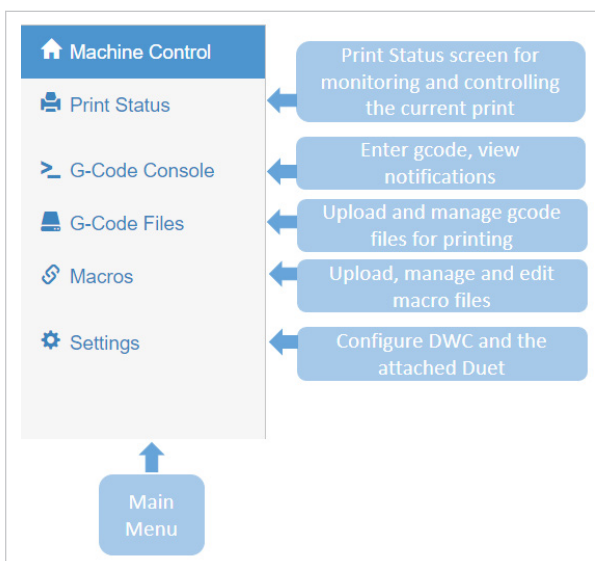 Machine Control
Print Status screen for
monitoring and controlling
the current print
Print Status
Enter gcode, view
notifications
G-Code Console
Upload and manage gcode
files for printing
G-Code Files
Upload, manage and edit
macro files
Macros
Configure DWC and the
attached Duet
Settings
Main
Menu